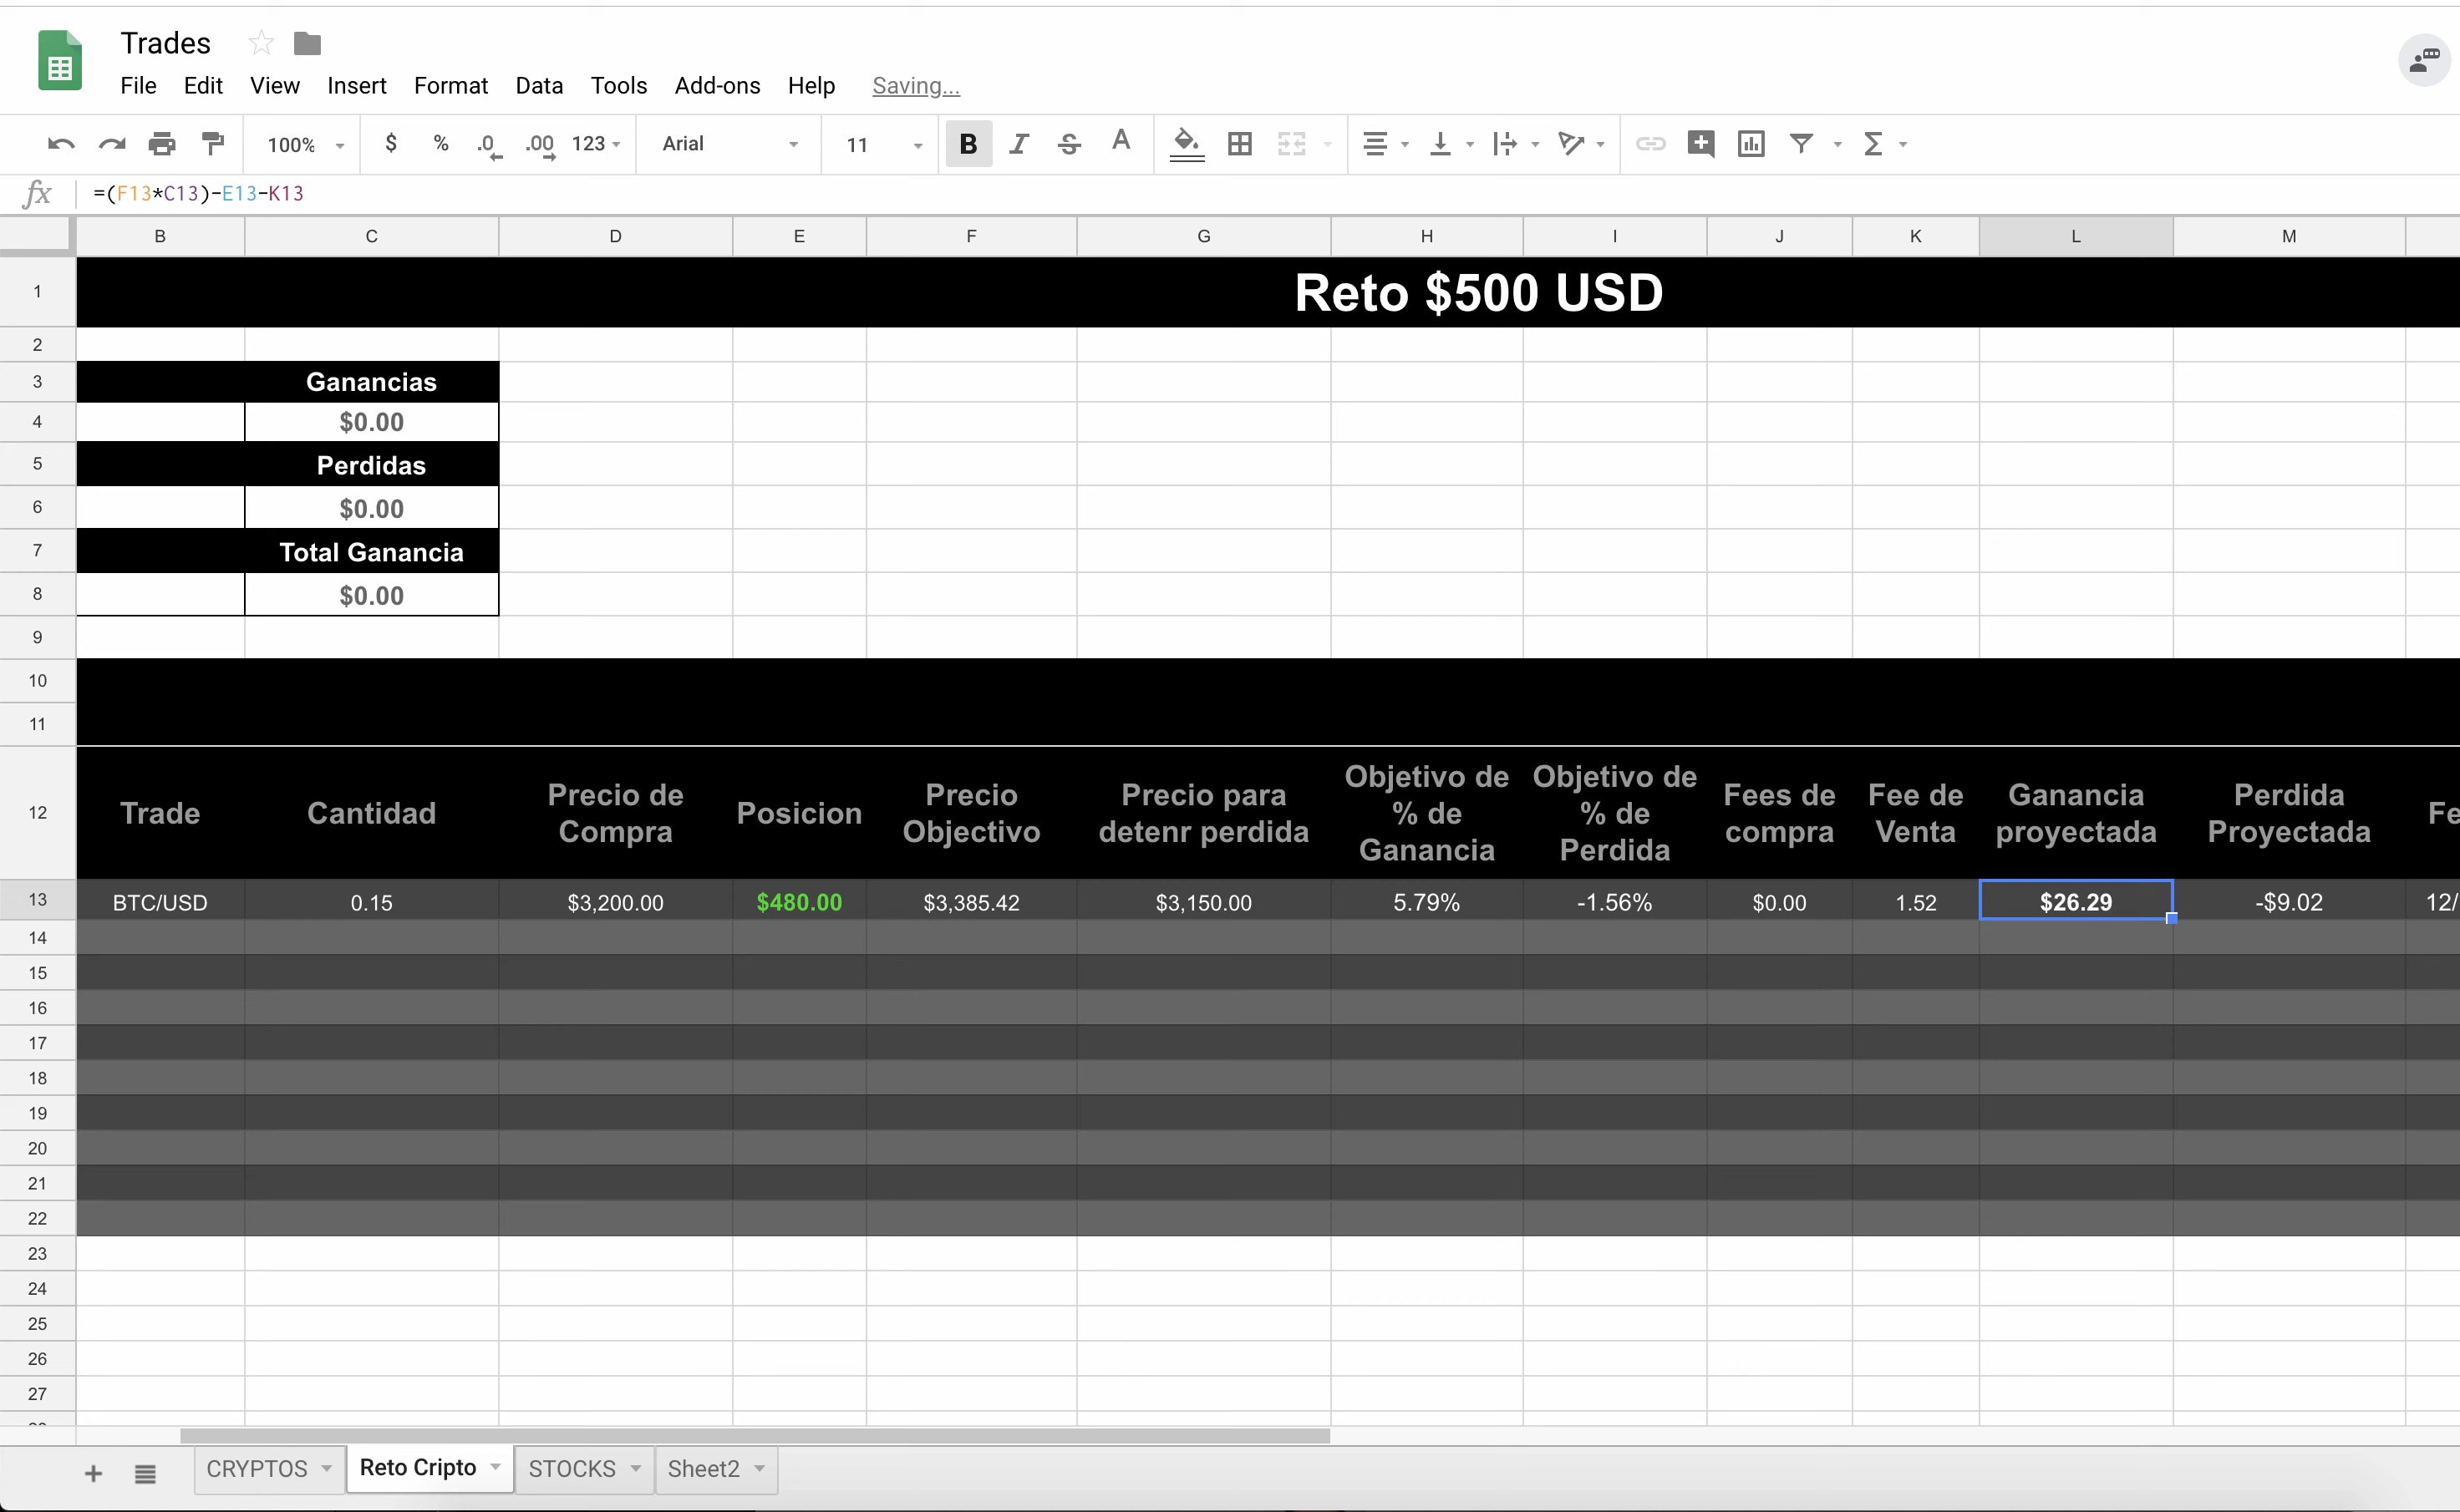 Trades
File Edit View Insert Format Data Tools Add-ons Help Saving...
100% $ % .0 .00 123 Arial 11 B I S A
fx =(F13*C13)-E13-K13
B C D E F G H I J K L M
1 Reto $500 USD
2
3 Ganancias
4 $0.00
5 Perdidas
6 $0.00
7 Total Ganancia
8 $0.00
9
10
11
12 Trade Cantidad Precio de Compra Posicion Precio Objectivo Precio para detenr perdida Objetivo de % de Ganancia Objetivo de % de Perdida Fees de compra Fee de Venta Ganancia proyectada Perdida Proyectada Fe
13 BTC/USD 0.15 $3,200.00 $480.00 $3,385.42 $3,150.00 5.79% -1.56% $0.00 1.52 $26.29 -$9.02 12/
14
15
16
17
18
19
20
21
22
23
24
25
26
27
CRYPTOS Reto Cripto STOCKS Sheet2